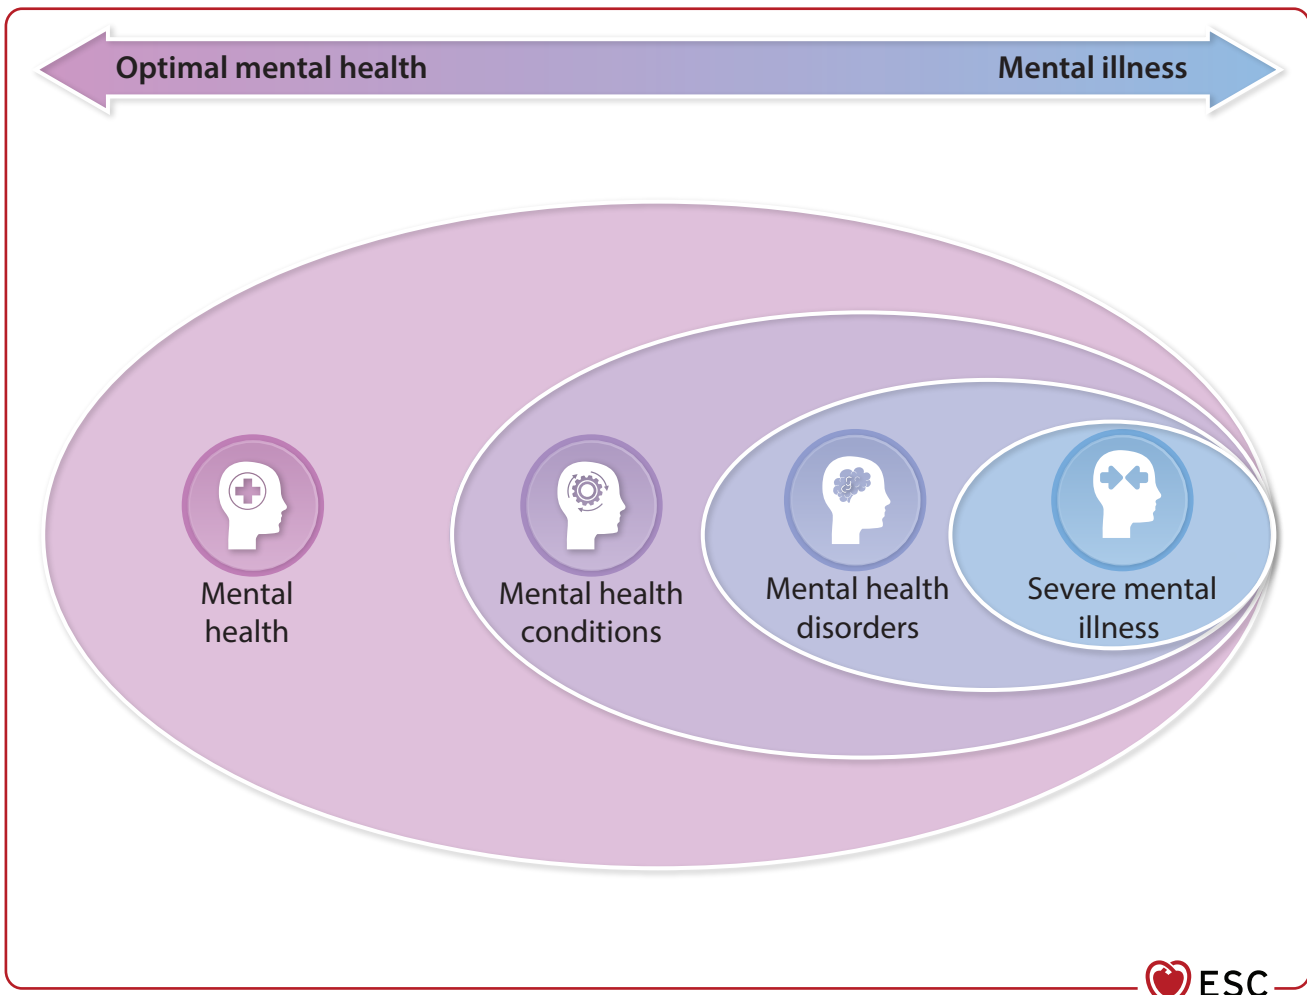 Optimal mental health
Mental illness
Mental
health
Mental health
conditions
Mental health
disorders
Severe mental
illness
ESC